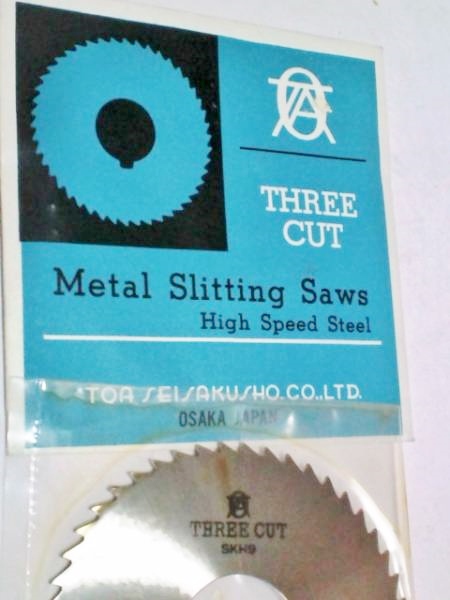 THREE
CUT
Metal Slitting Saws
High Speed Steel
TOA SEISAKUSHO.CO.,LTD.
OSAKA JAPAN
THREE CUT
SKH9